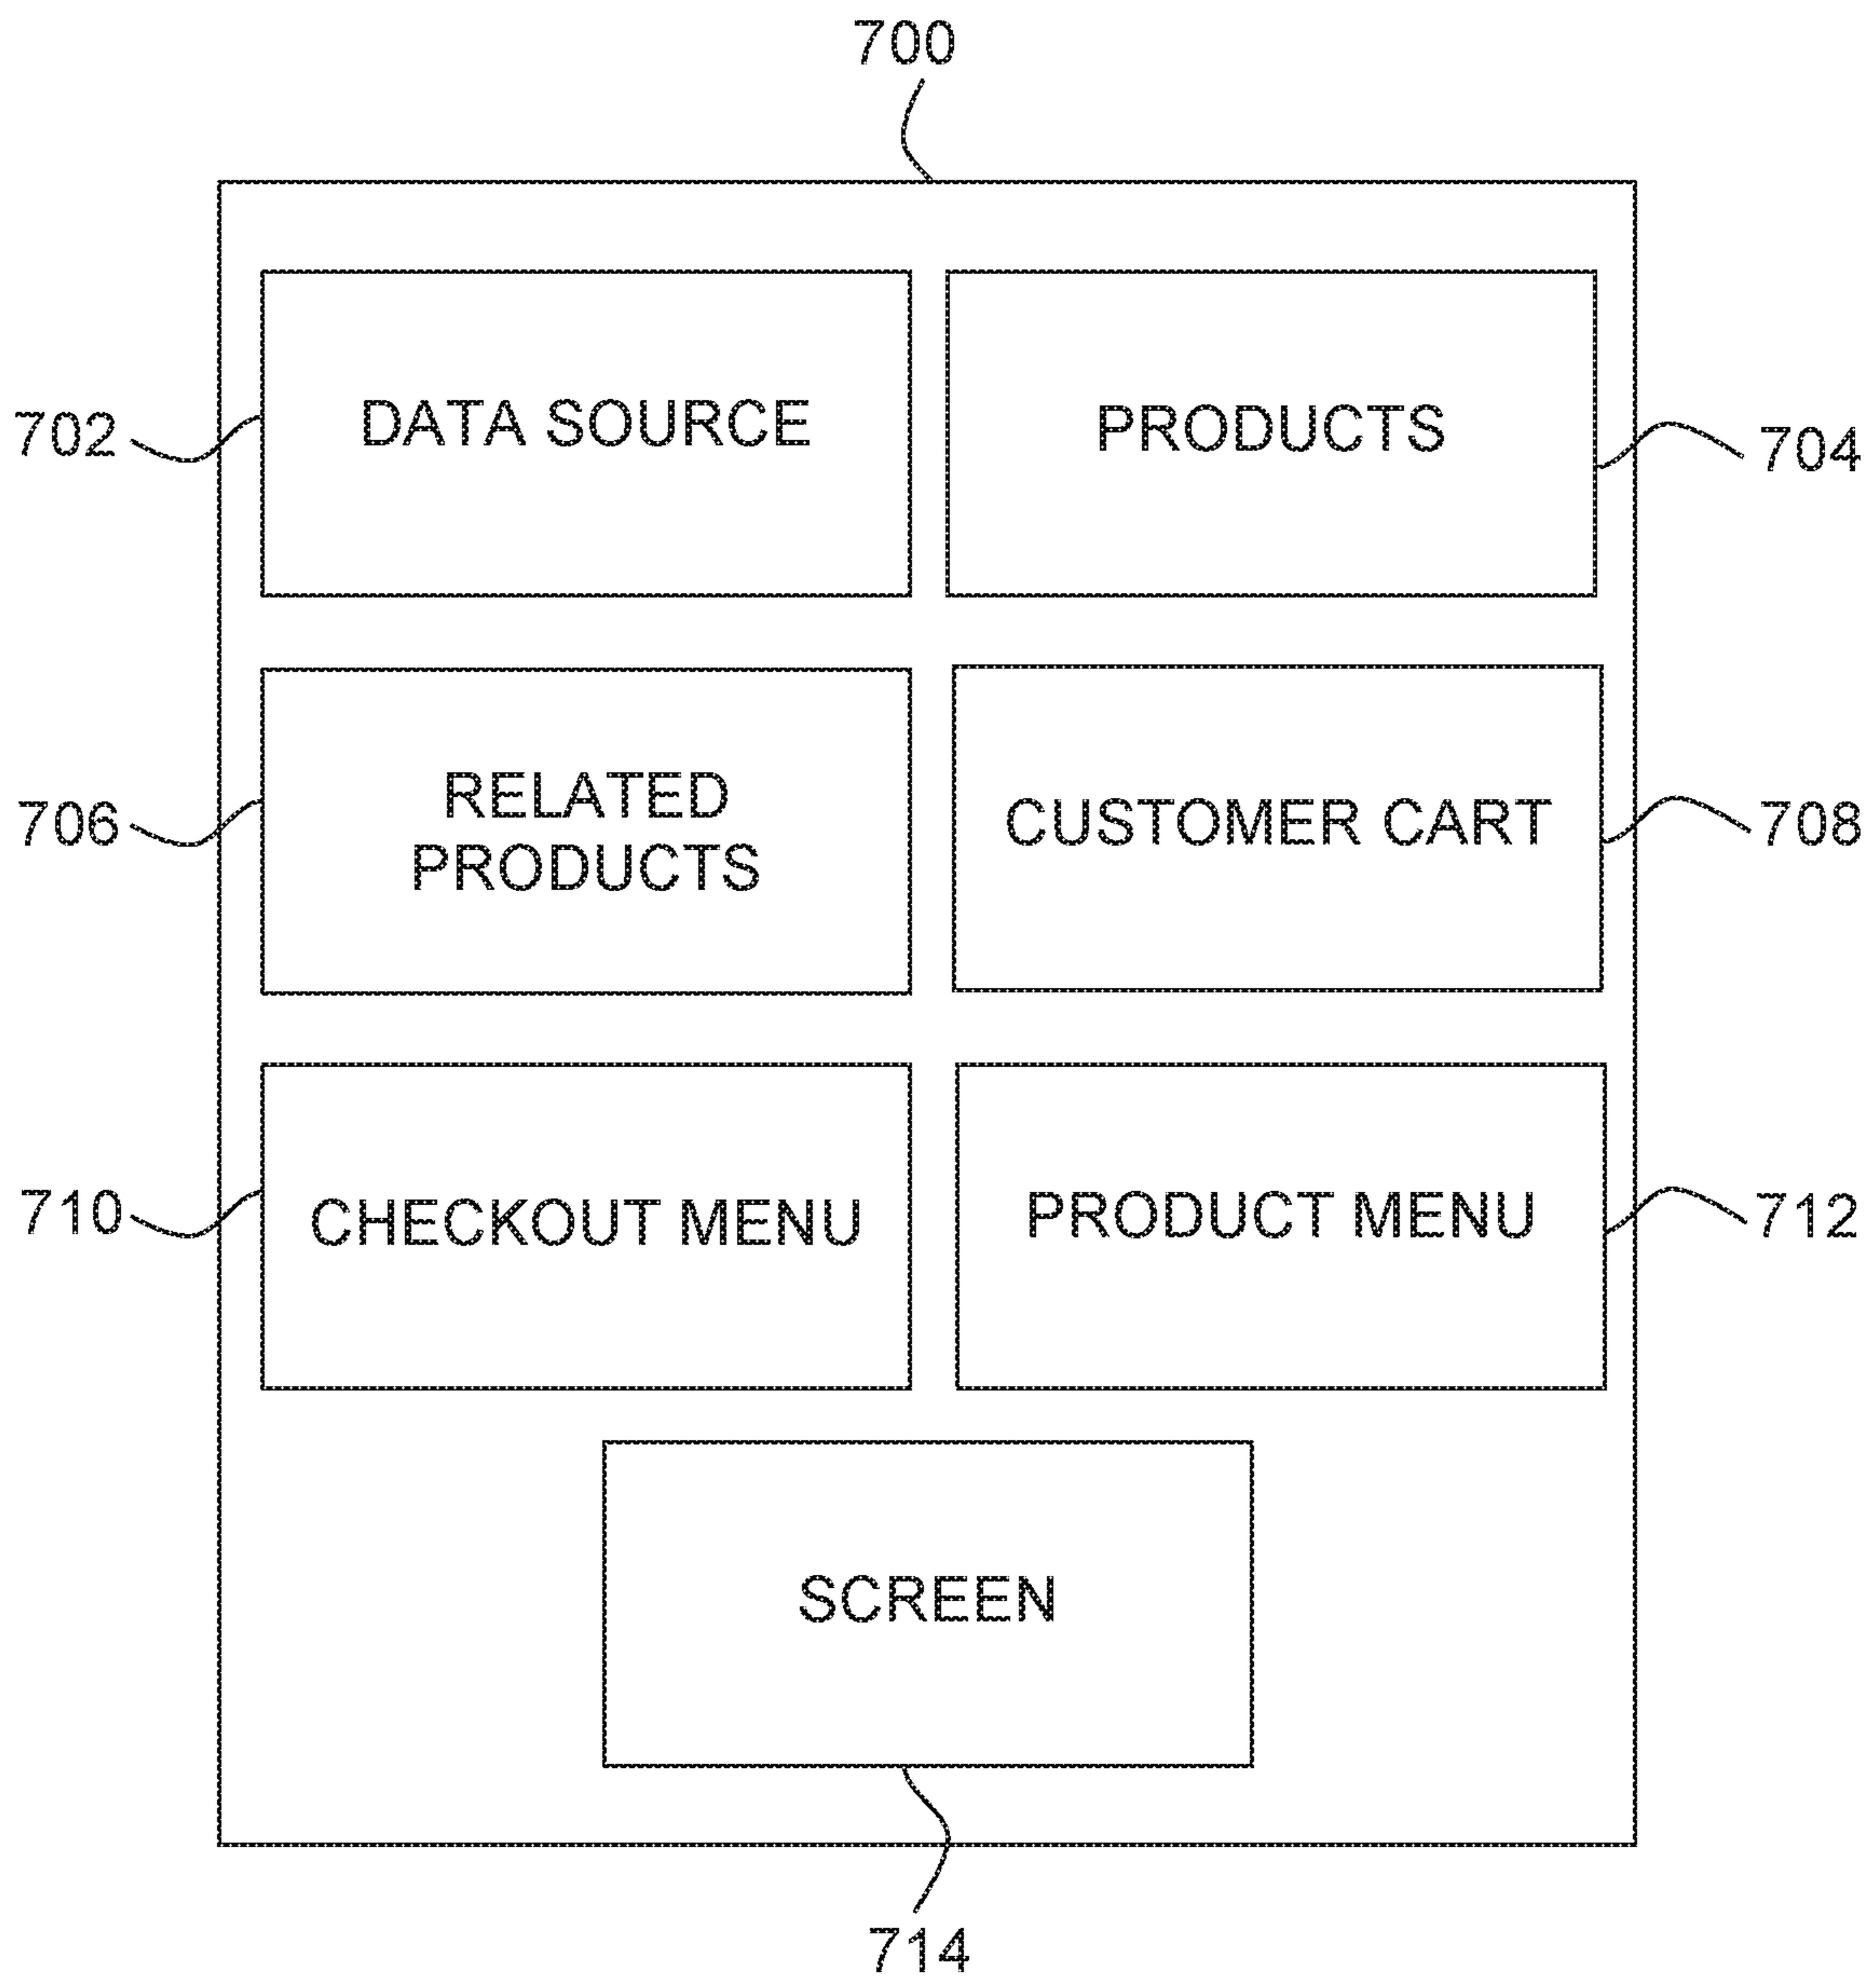 700
702
DATA SOURCE
PRODUCTS
704
706
RELATED
PRODUCTS
CUSTOMER CART
708
710
CHECKOUT MENU
PRODUCT MENU
712
SCREEN
714